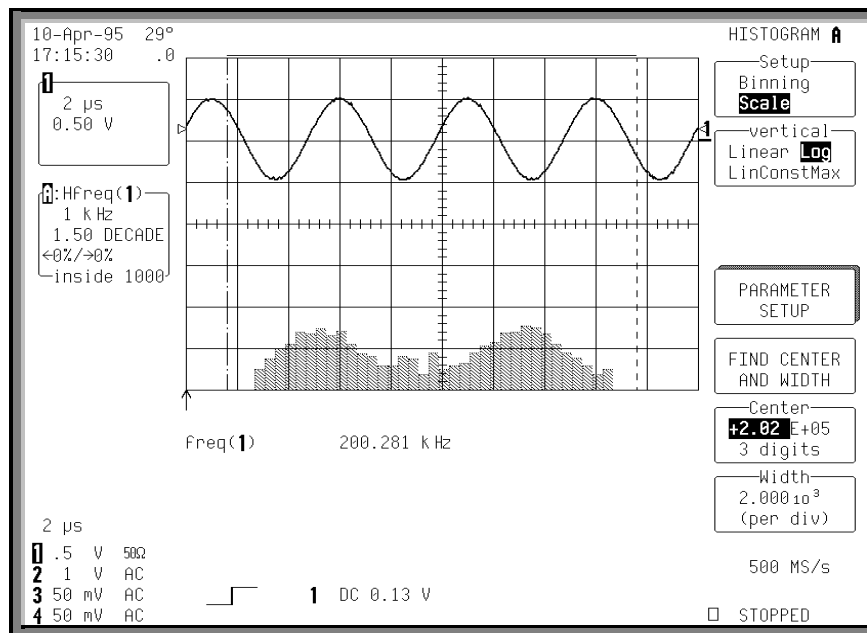 10-Apr-95 29°
17:15:30 .0
1
2 µs
0.50 V
A:Hfreq(1)
1 kHz
1.50 DECADE
←0%/→0%
inside 1000
1
freq(1) 200.281 kHz
2 µs
1 .5 V 50Ω
2 1 V AC
3 50 mV AC
4 50 mV AC
1 DC 0.13 V
HISTOGRAM A
Setup
Binning
Scale
vertical
Linear Log
LinConstMax
PARAMETER
SETUP
FIND CENTER
AND WIDTH
Center
+2.02 E+05
3 digits
Width
2.000 10³
(per div)
500 MS/s
□ STOPPED